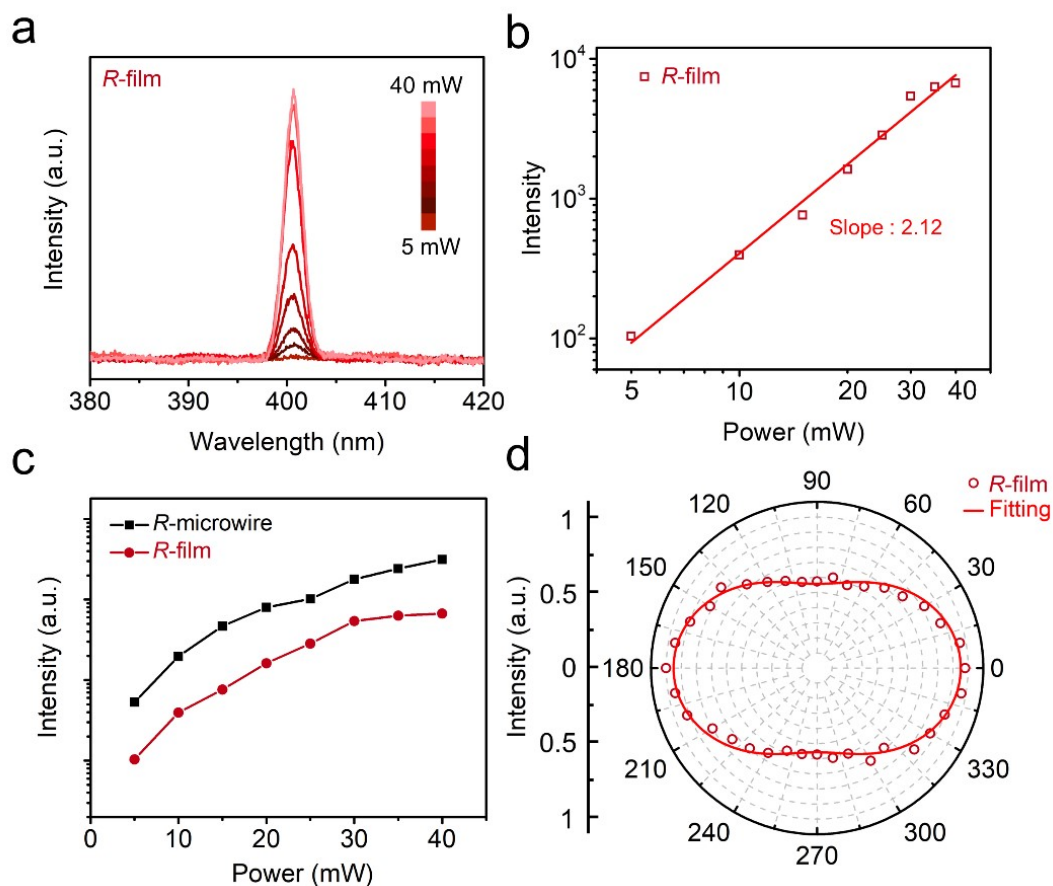 a
R-film
40 mW
5 mW
Intensity (a.u.)
380 390 400 410 420
Wavelength (nm)
b
R-film
10^4
10^3
10^2
Intensity
Slope : 2.12
5 10 20 30 40
Power (mW)
c
R-microwire
R-film
Intensity (a.u.)
0 10 20 30 40
Power (mW)
d
R-film
Fitting
1
0.5
0
0.5
1
Intensity (a.u.)
90
120 60
150 30
180 0
210 330
240 300
270